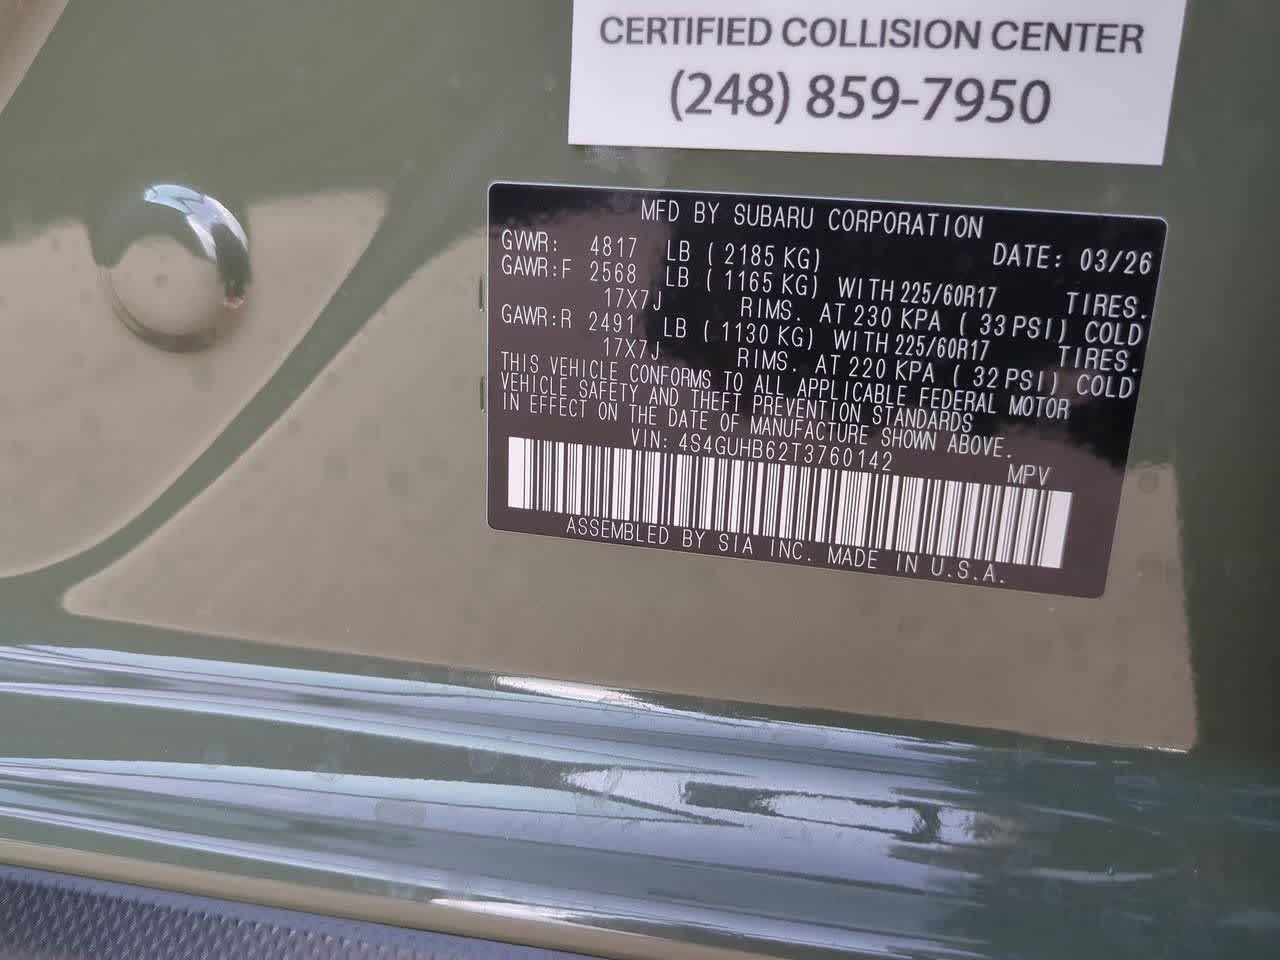 CERTIFIED COLLISION CENTER
(248) 859-7950
MFD BY SUBARU CORPORATION
GVWR: 4817 LB ( 2185 KG) DATE: 03/26
GAWR:F 2568 LB ( 1165 KG) WITH 225/60R17 TIRES.
17X7J RIMS. AT 230 KPA ( 33 PSI) COLD
GAWR:R 2491 LB ( 1130 KG) WITH 225/60R17 TIRES.
17X7J RIMS. AT 220 KPA ( 32 PSI) COLD
THIS VEHICLE CONFORMS TO ALL APPLICABLE FEDERAL MOTOR
VEHICLE SAFETY AND THEFT PREVENTION STANDARDS
IN EFFECT ON THE DATE OF MANUFACTURE SHOWN ABOVE.
VIN: 4S4GUHB62T3760142 MPV
ASSEMBLED BY SIA INC. MADE IN U.S.A.